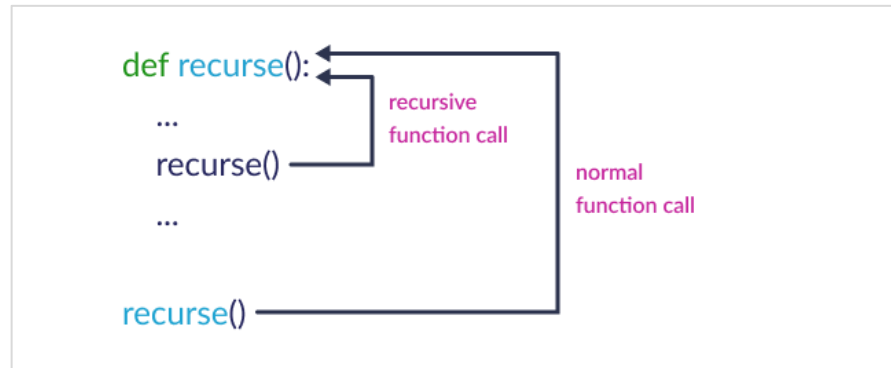 def recurse():
...
recursive
function call
recurse()
normal
function call
...
recurse()